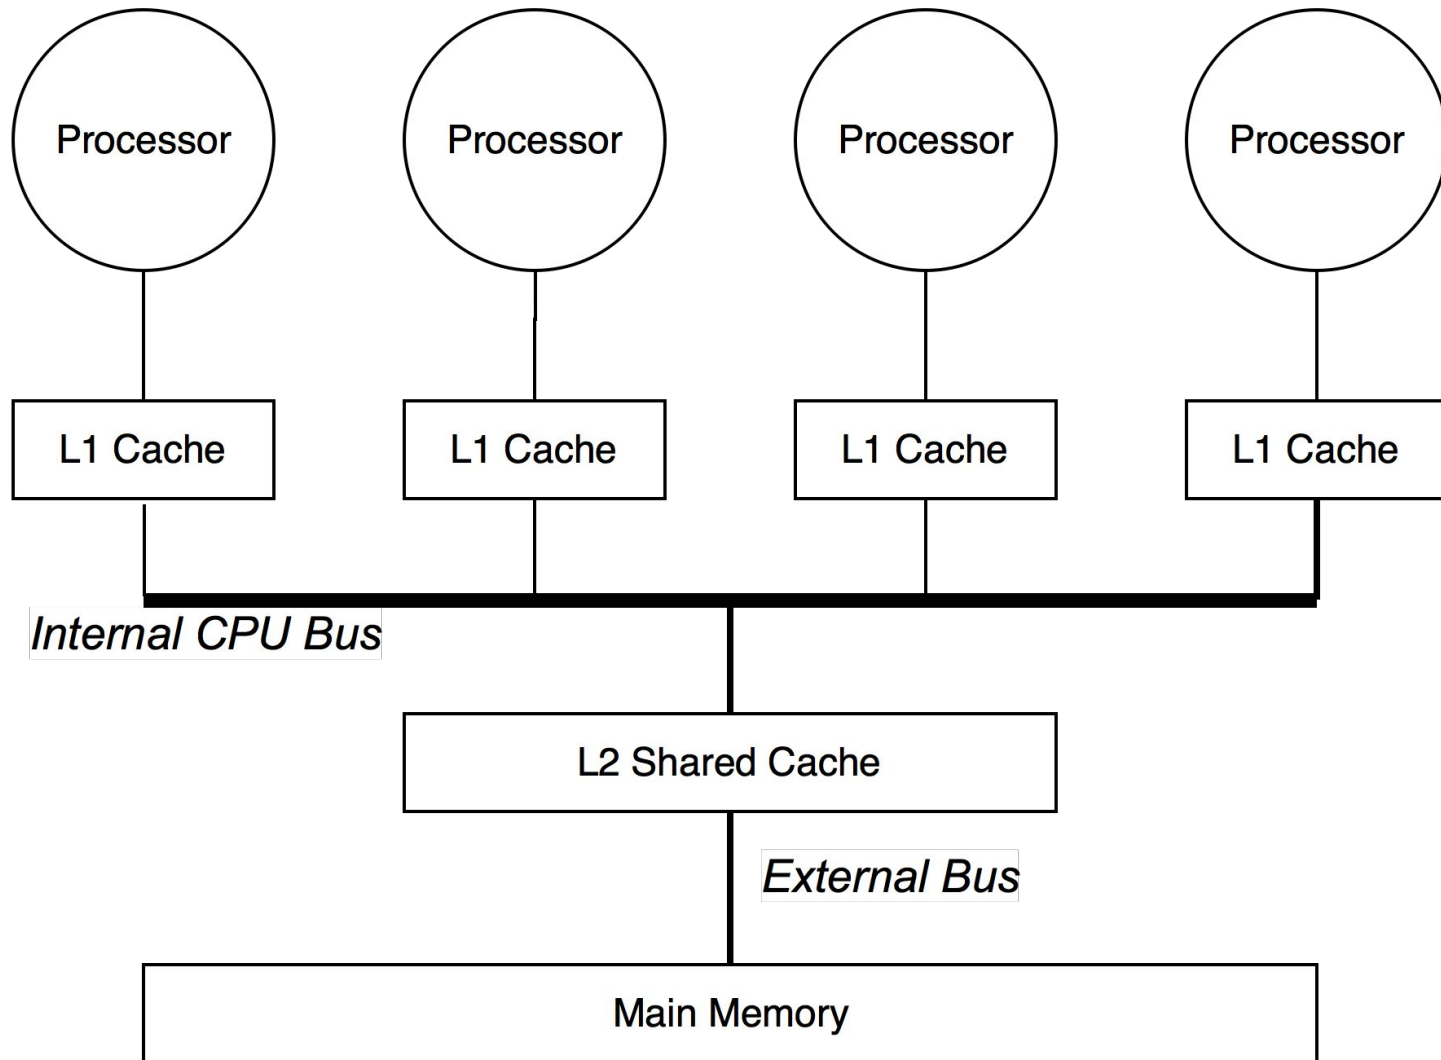 Processor
Processor
Processor
Processor
L1 Cache
L1 Cache
L1 Cache
L1 Cache
Internal CPU Bus
L2 Shared Cache
External Bus
Main Memory